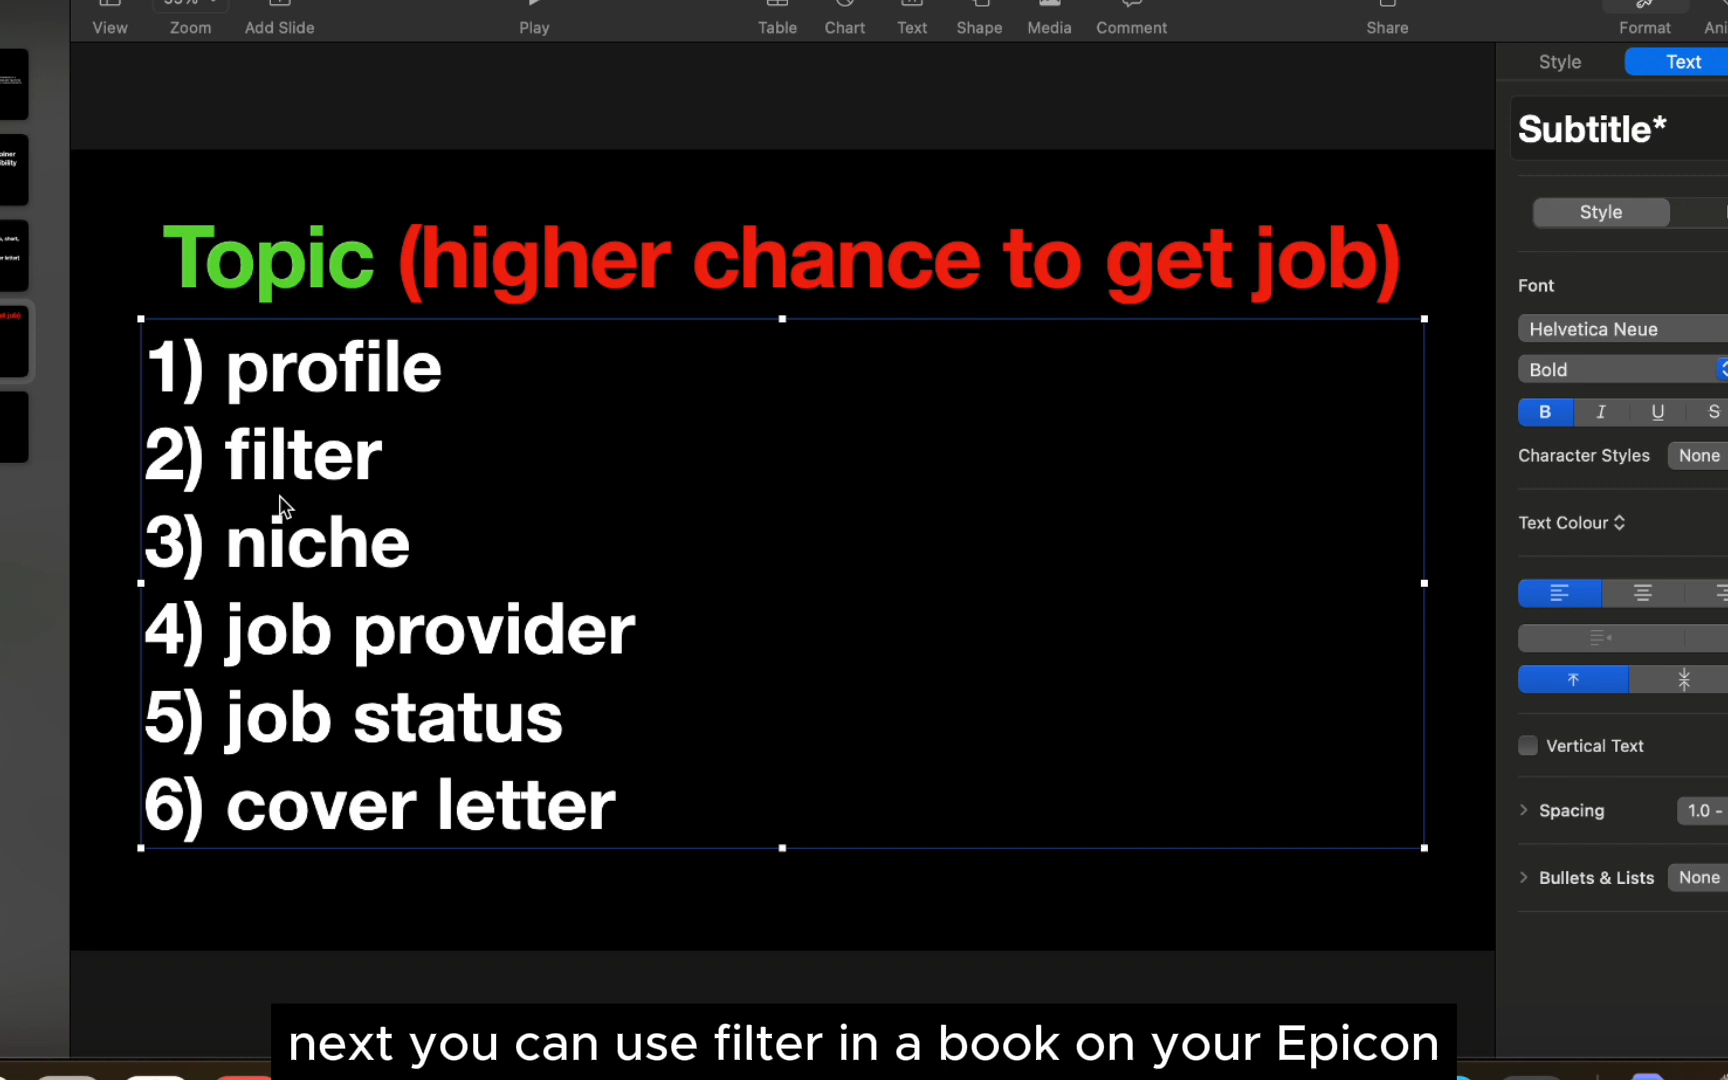 View Zoom Add Slide Play Table Chart Text Shape Media Comment Share Format
Style Text
Subtitle*
Style
Topic (higher chance to get job)
1) profile
2) filter
3) niche
4) job provider
5) job status
6) cover letter
Font
Helvetica Neue
Bold
B I U S
Character Styles None
Text Colour
Vertical Text
Spacing 1.0 -
Bullets & Lists None
next you can use filter in a book on your Epicon